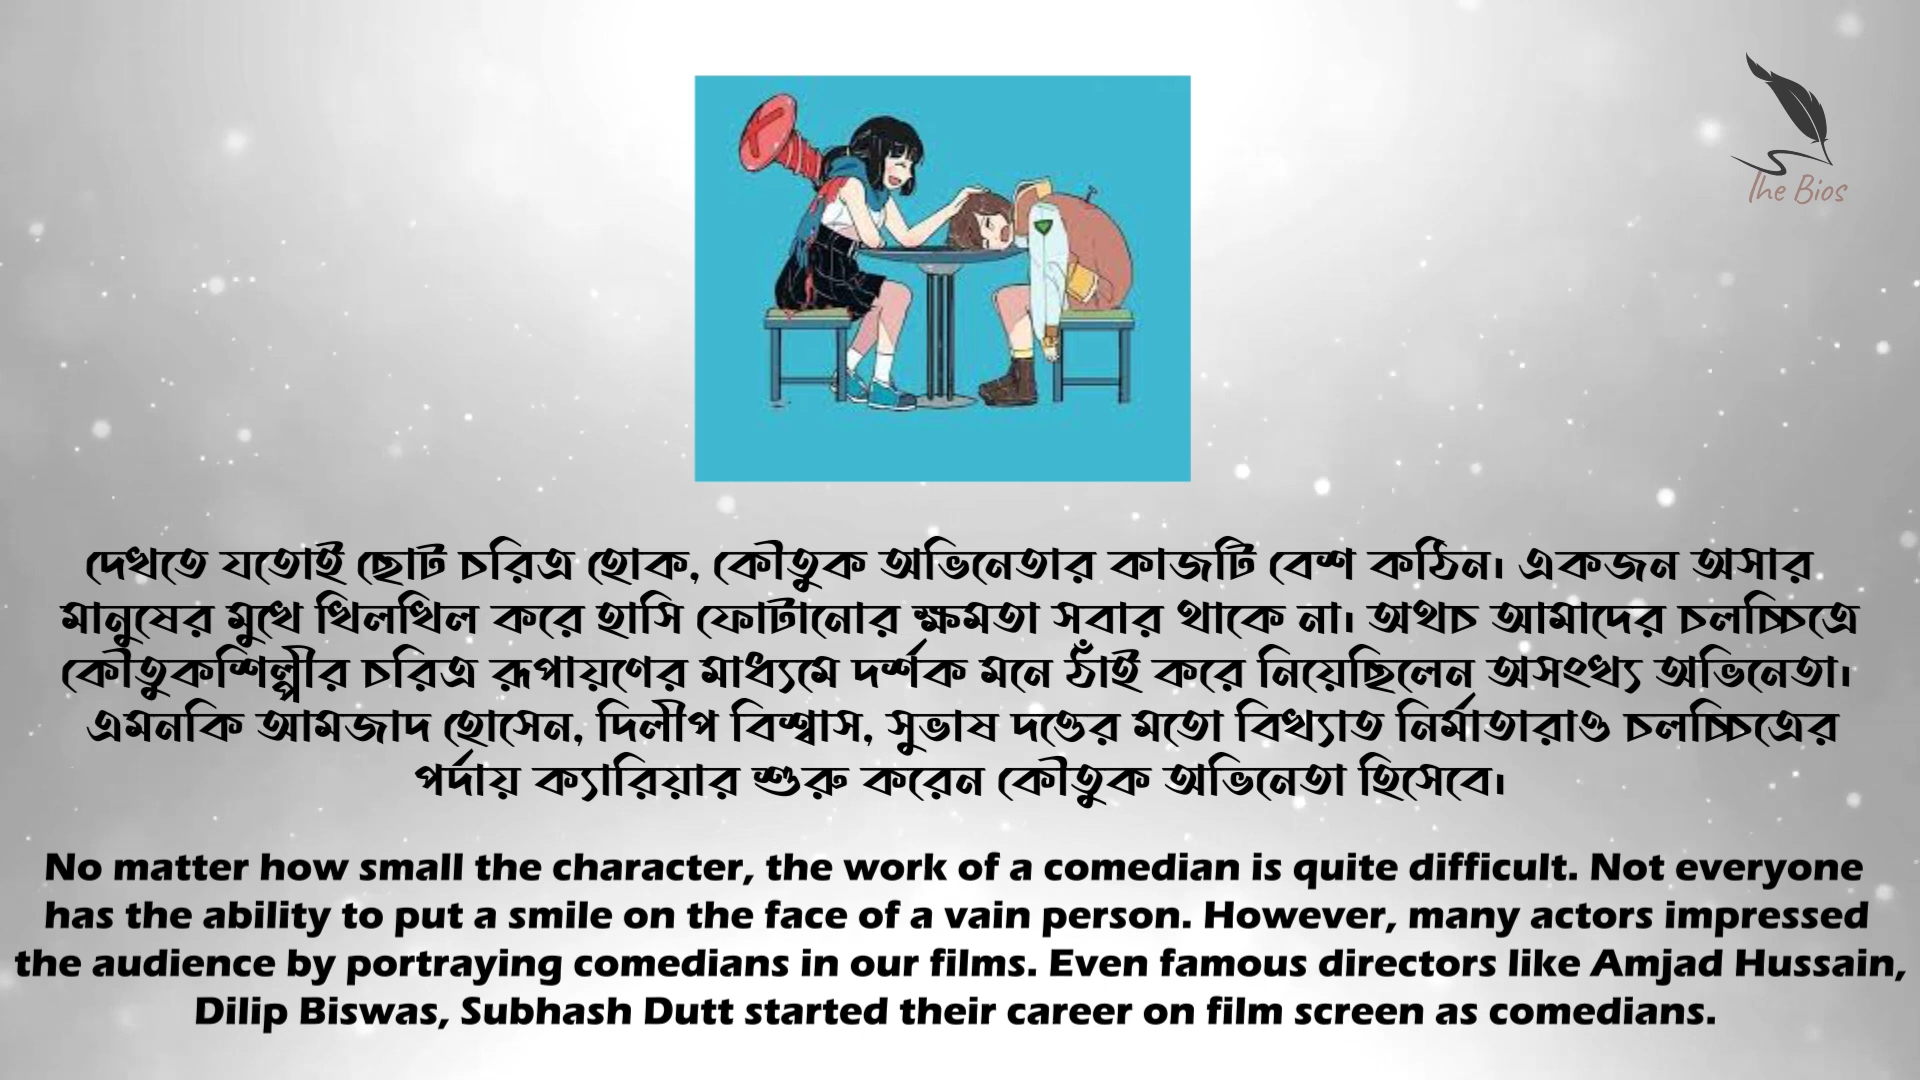 The Bios
দেখতে যতোই ছোট চরিত্র হোক, কৌতুক অভিনেতার কাজটি বেশ কঠিন। একজন অসার
মানুষের মুখে খিলখিল করে হাসি ফোটানোর ক্ষমতা সবার থাকে না। অথচ আমাদের চলচ্চিত্রে
কৌতুকশিল্পীর চরিত্র রূপায়ণের মাধ্যমে দর্শক মনে ঠাঁই করে নিয়েছিলেন অসংখ্য অভিনেতা।
এমনকি আমজাদ হোসেন, দিলীপ বিশ্বাস, সুভাষ দত্তের মতো বিখ্যাত নির্মাতারাও চলচ্চিত্রের
পর্দায় ক্যারিয়ার শুরু করেন কৌতুক অভিনেতা হিসেবে।
No matter how small the character, the work of a comedian is quite difficult. Not everyone
has the ability to put a smile on the face of a vain person. However, many actors impressed
the audience by portraying comedians in our films. Even famous directors like Amjad Hussain,
Dilip Biswas, Subhash Dutt started their career on film screen as comedians.